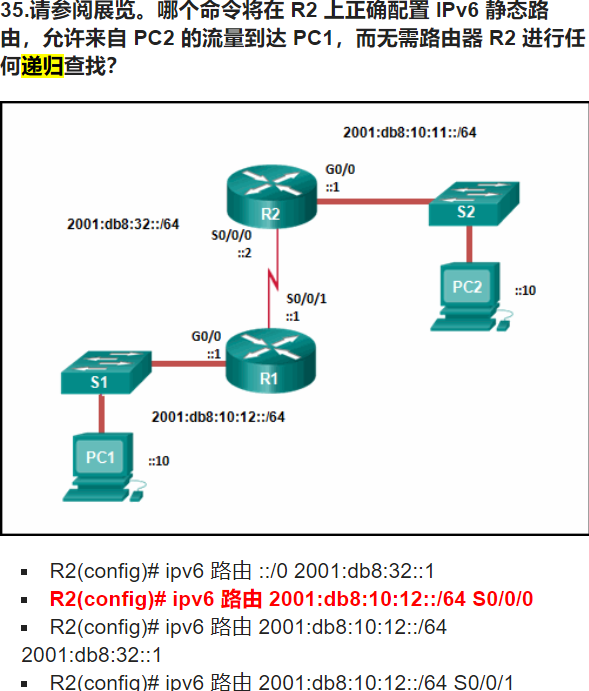 35.请参阅展览。哪个命令将在 R2 上正确配置 IPv6 静态路
由，允许来自 PC2 的流量到达 PC1，而无需路由器 R2 进行任
何递归查找？
2001:db8:10:11::/64
G0/0
::1
R2
S2
2001:db8:32::/64
S0/0/0
::2
PC2
::10
S0/0/1
::1
G0/0
::1
R1
S1
2001:db8:10:12::/64
PC1
::10
R2(config)# ipv6 路由 ::/0 2001:db8:32::1
R2(config)# ipv6 路由 2001:db8:10:12::/64 S0/0/0
R2(config)# ipv6 路由 2001:db8:10:12::/64
2001:db8:32::1
R2(config)# ipv6 路由 2001:db8:10:12::/64 S0/0/1